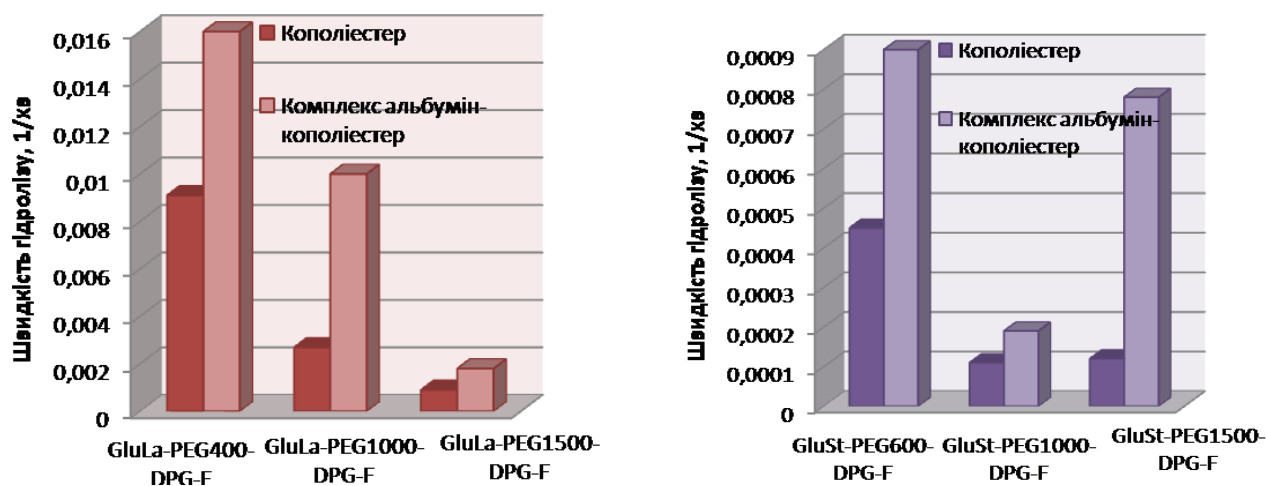 Швидкість гідролізу, 1/хв
0,016
0,014
0,012
0,01
0,008
0,006
0,004
0,002
0
Кополіестер
Комплекс альбумін-
кополіестер
GluLa-PEG400-
DPG-F
GluLa-PEG1000-
DPG-F
GluLa-PEG1500-
DPG-F
Швидкість гідролізу, 1/хв
0,0009
0,0008
0,0007
0,0006
0,0005
0,0004
0,0003
0,0002
0,0001
0
Кополіестер
Комплекс альбумін-
кополіестер
GluSt-PEG600-
DPG-F
GluSt-PEG1000-
DPG-F
GluSt-PEG1500-
DPG-F